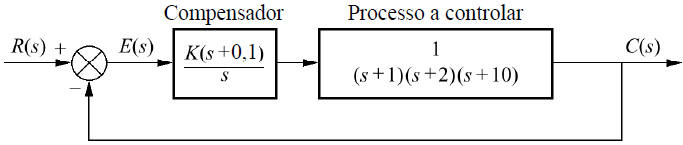 Compensador Processo a controlar
R(s) + E(s) K(s+0,1) 1 C(s)
s (s+1)(s+2)(s+10)
−